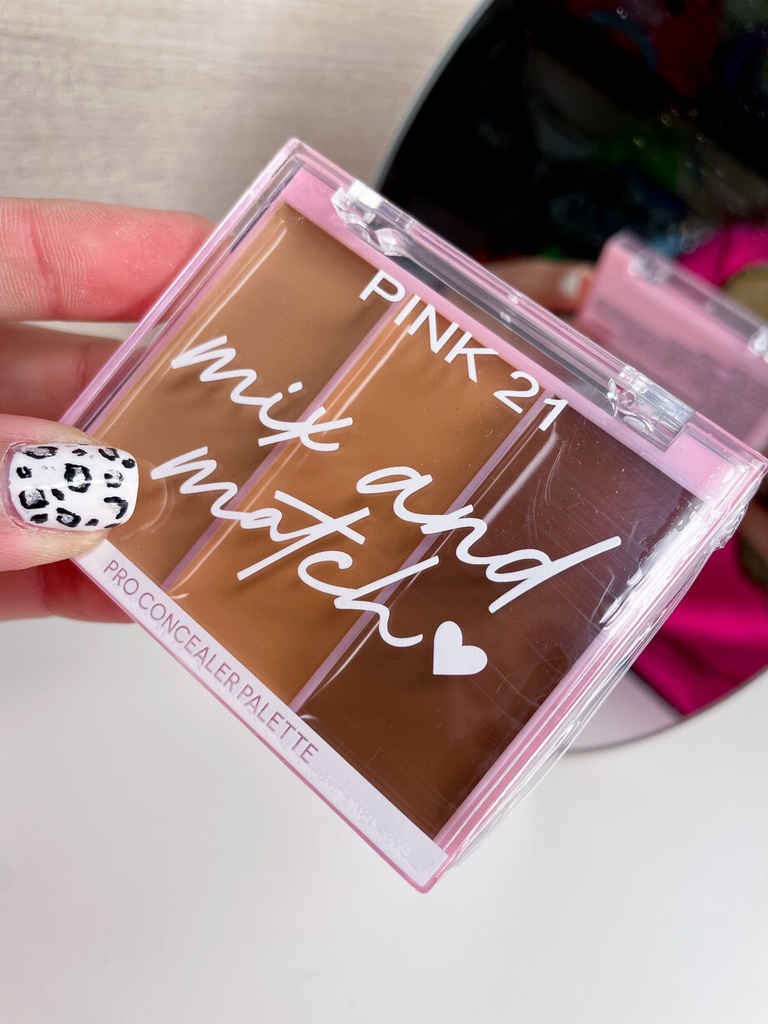 PINK 21
mix and
match
PRO CONCEALER PALETTE